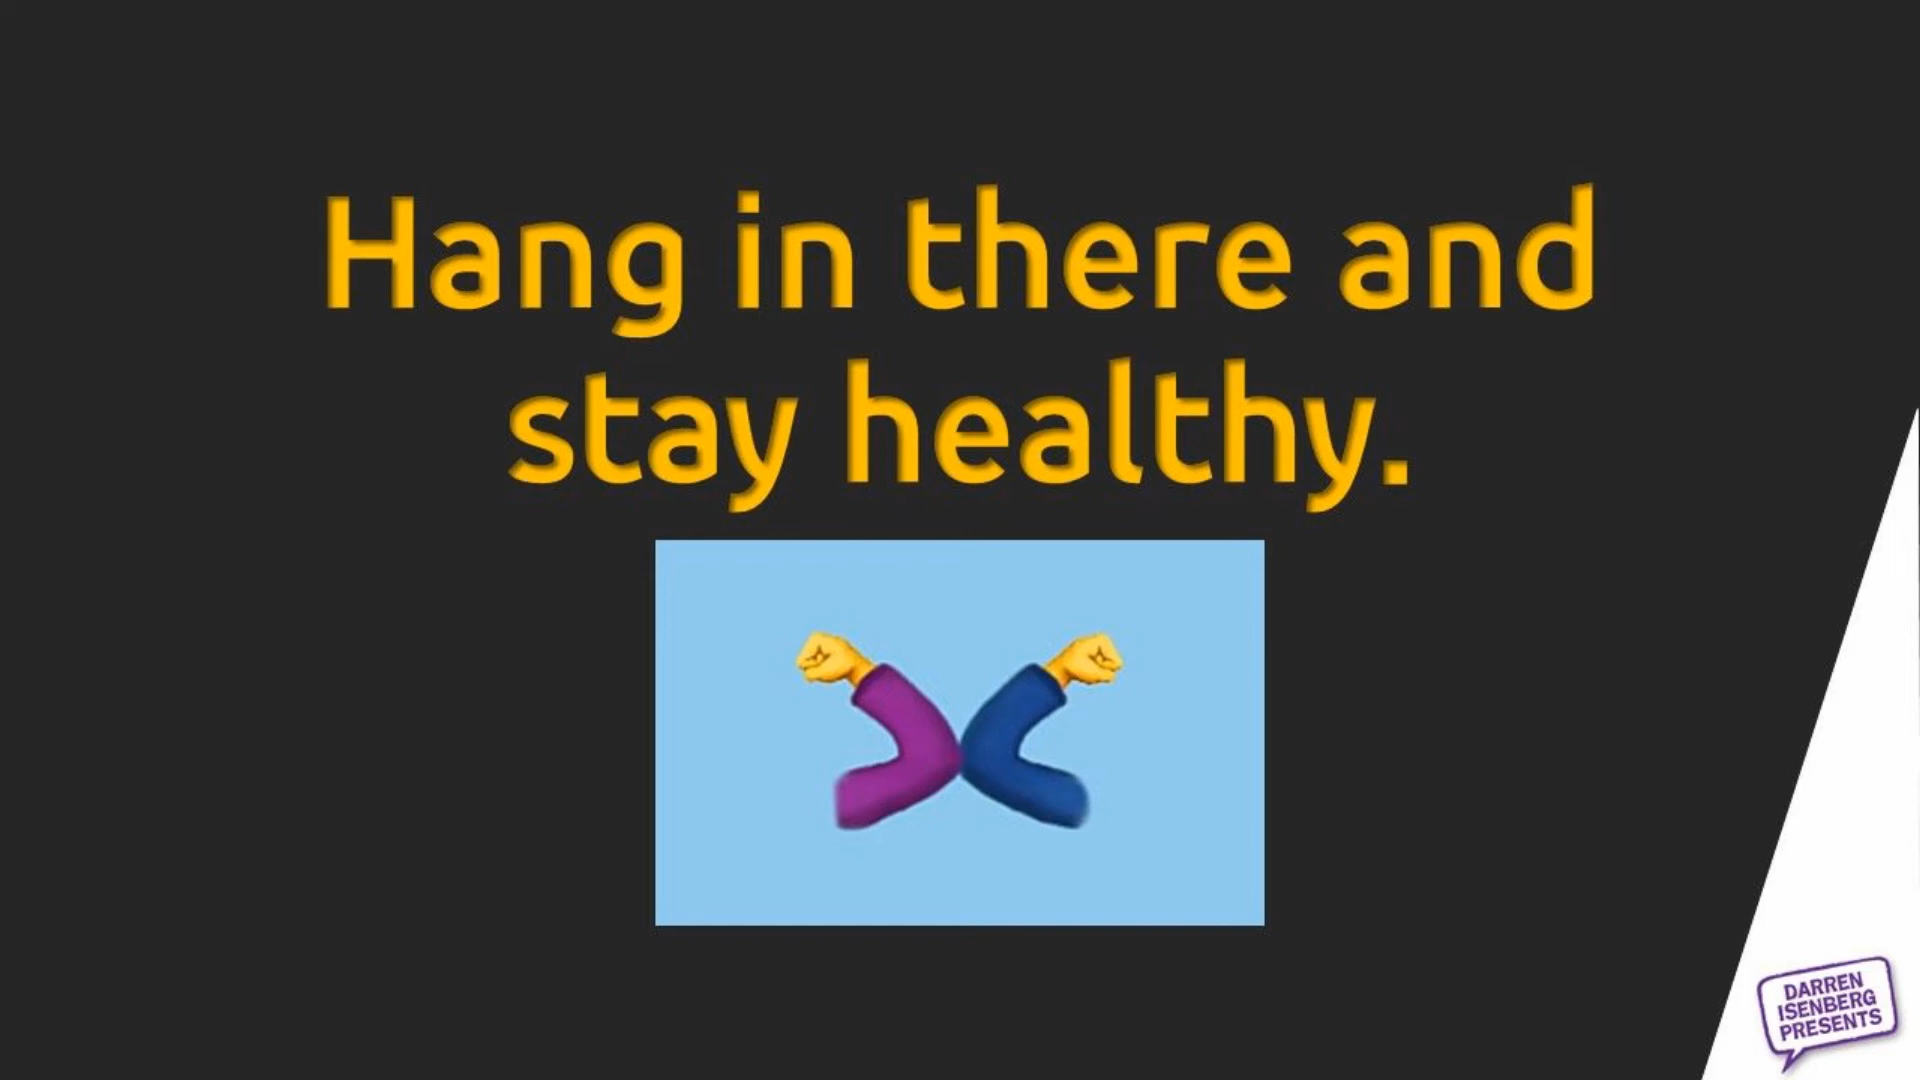 Hang in there and
stay healthy.
DARREN
ISENBERG
PRESENTS